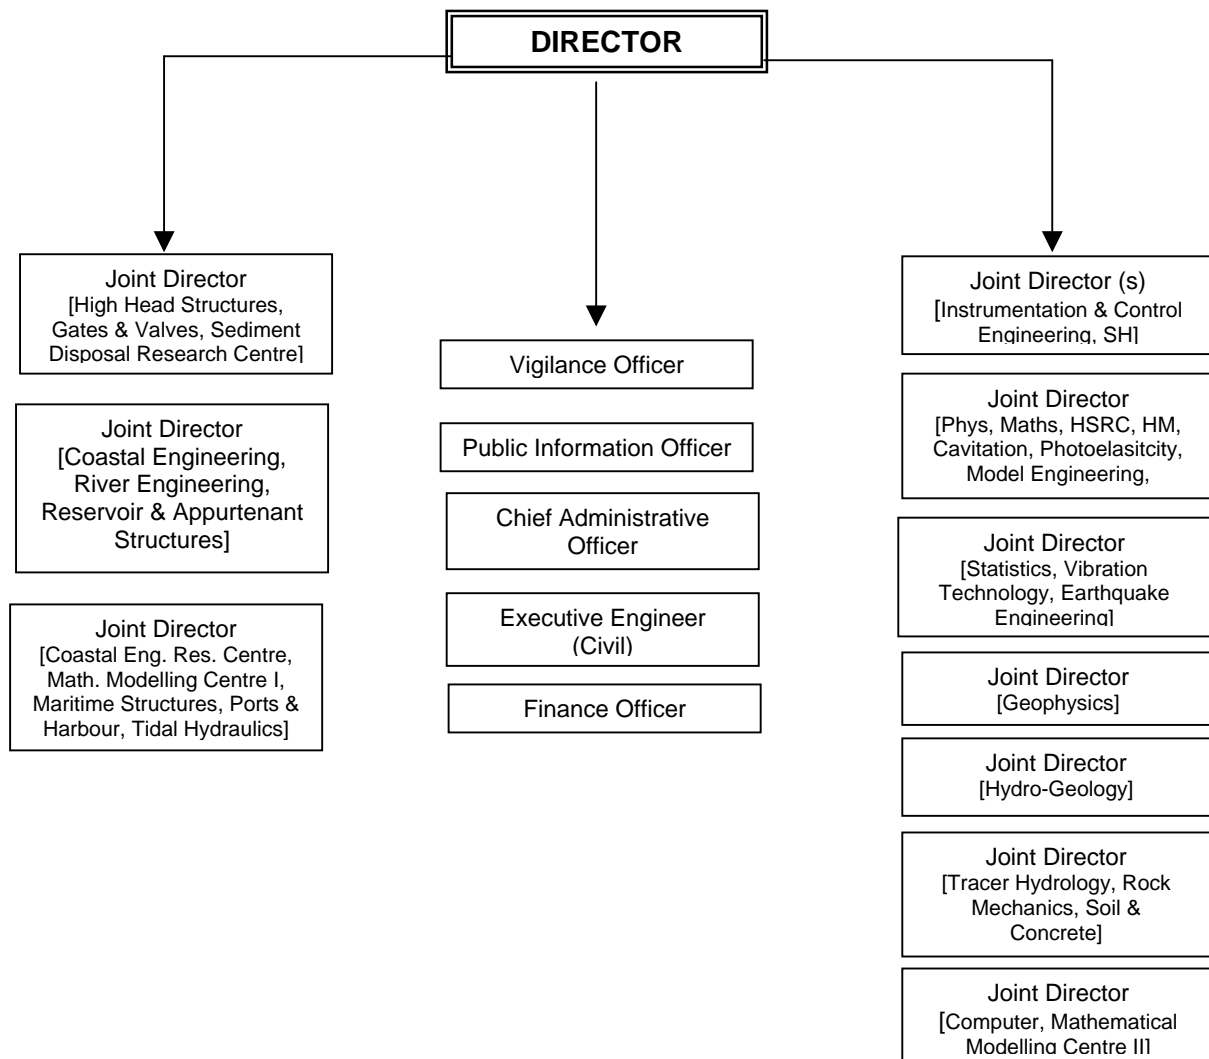 DIRECTOR
Joint Director
[High Head Structures,
Gates & Valves, Sediment
Disposal Research Centre]
Joint Director
[Coastal Engineering,
River Engineering,
Reservoir & Appurtenant
Structures]
Joint Director
[Coastal Eng. Res. Centre,
Math. Modelling Centre I,
Maritime Structures, Ports &
Harbour, Tidal Hydraulics]
Vigilance Officer
Public Information Officer
Chief Administrative
Officer
Executive Engineer
(Civil)
Finance Officer
Joint Director (s)
[Instrumentation & Control
Engineering, SH]
Joint Director
[Phys, Maths, HSRC, HM,
Cavitation, Photoelasitcity,
Model Engineering,
Joint Director
[Statistics, Vibration
Technology, Earthquake
Engineering]
Joint Director
[Geophysics]
Joint Director
[Hydro-Geology]
Joint Director
[Tracer Hydrology, Rock
Mechanics, Soil &
Concrete]
Joint Director
[Computer, Mathematical
Modelling Centre II]